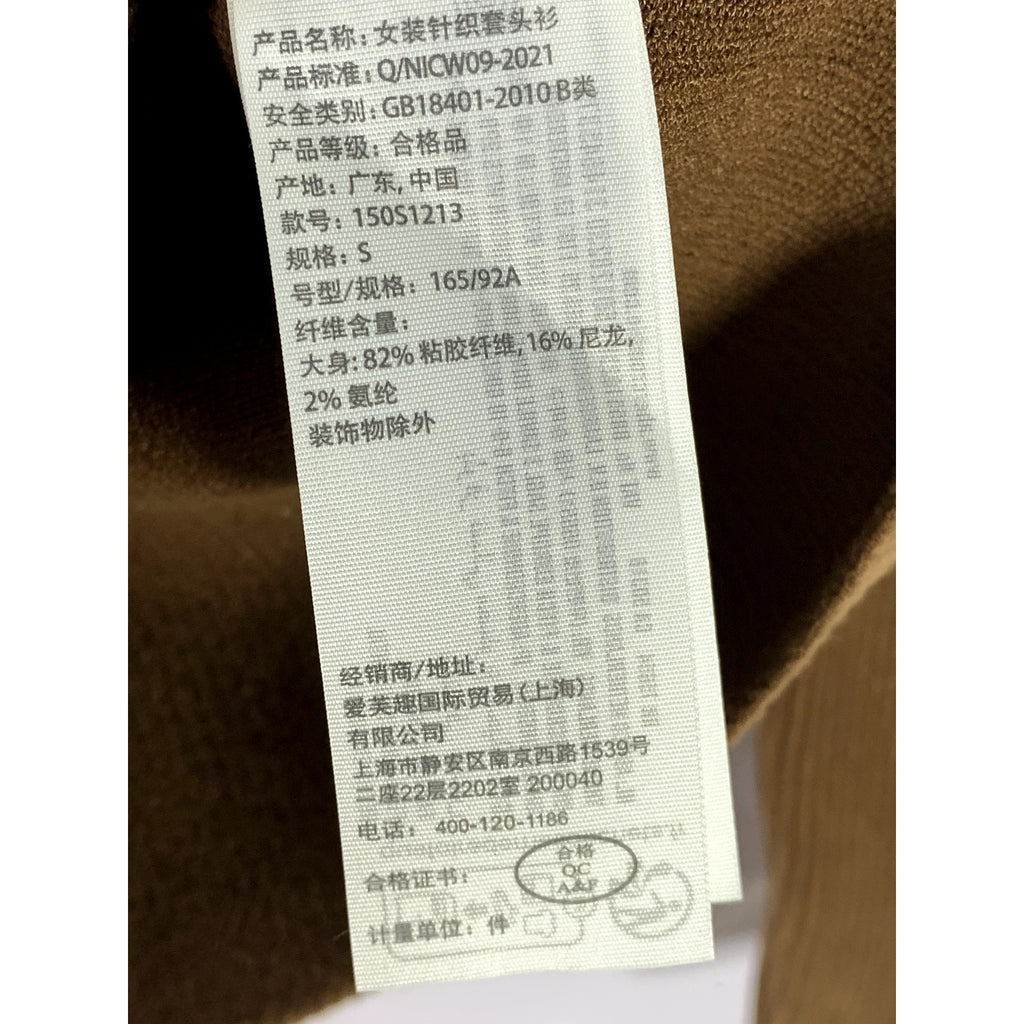 产品名称: 女装针织套头衫
产品标准: Q/NICW09-2021
安全类别: GB18401-2010 B类
产品等级: 合格品
产地: 广东, 中国
款号: 150S1213
规格: S
号型/规格: 165/92A
纤维含量:
大身: 82% 粘胶纤维, 16% 尼龙,
2% 氨纶
装饰物除外
经销商/地址:
爱芙趣国际贸易 (上海)
有限公司
上海市静安区南京西路1539号
二座22层2202室 200040
电话: 400-120-1186
合格证书:
合格
QC
A&F
计量单位: 件